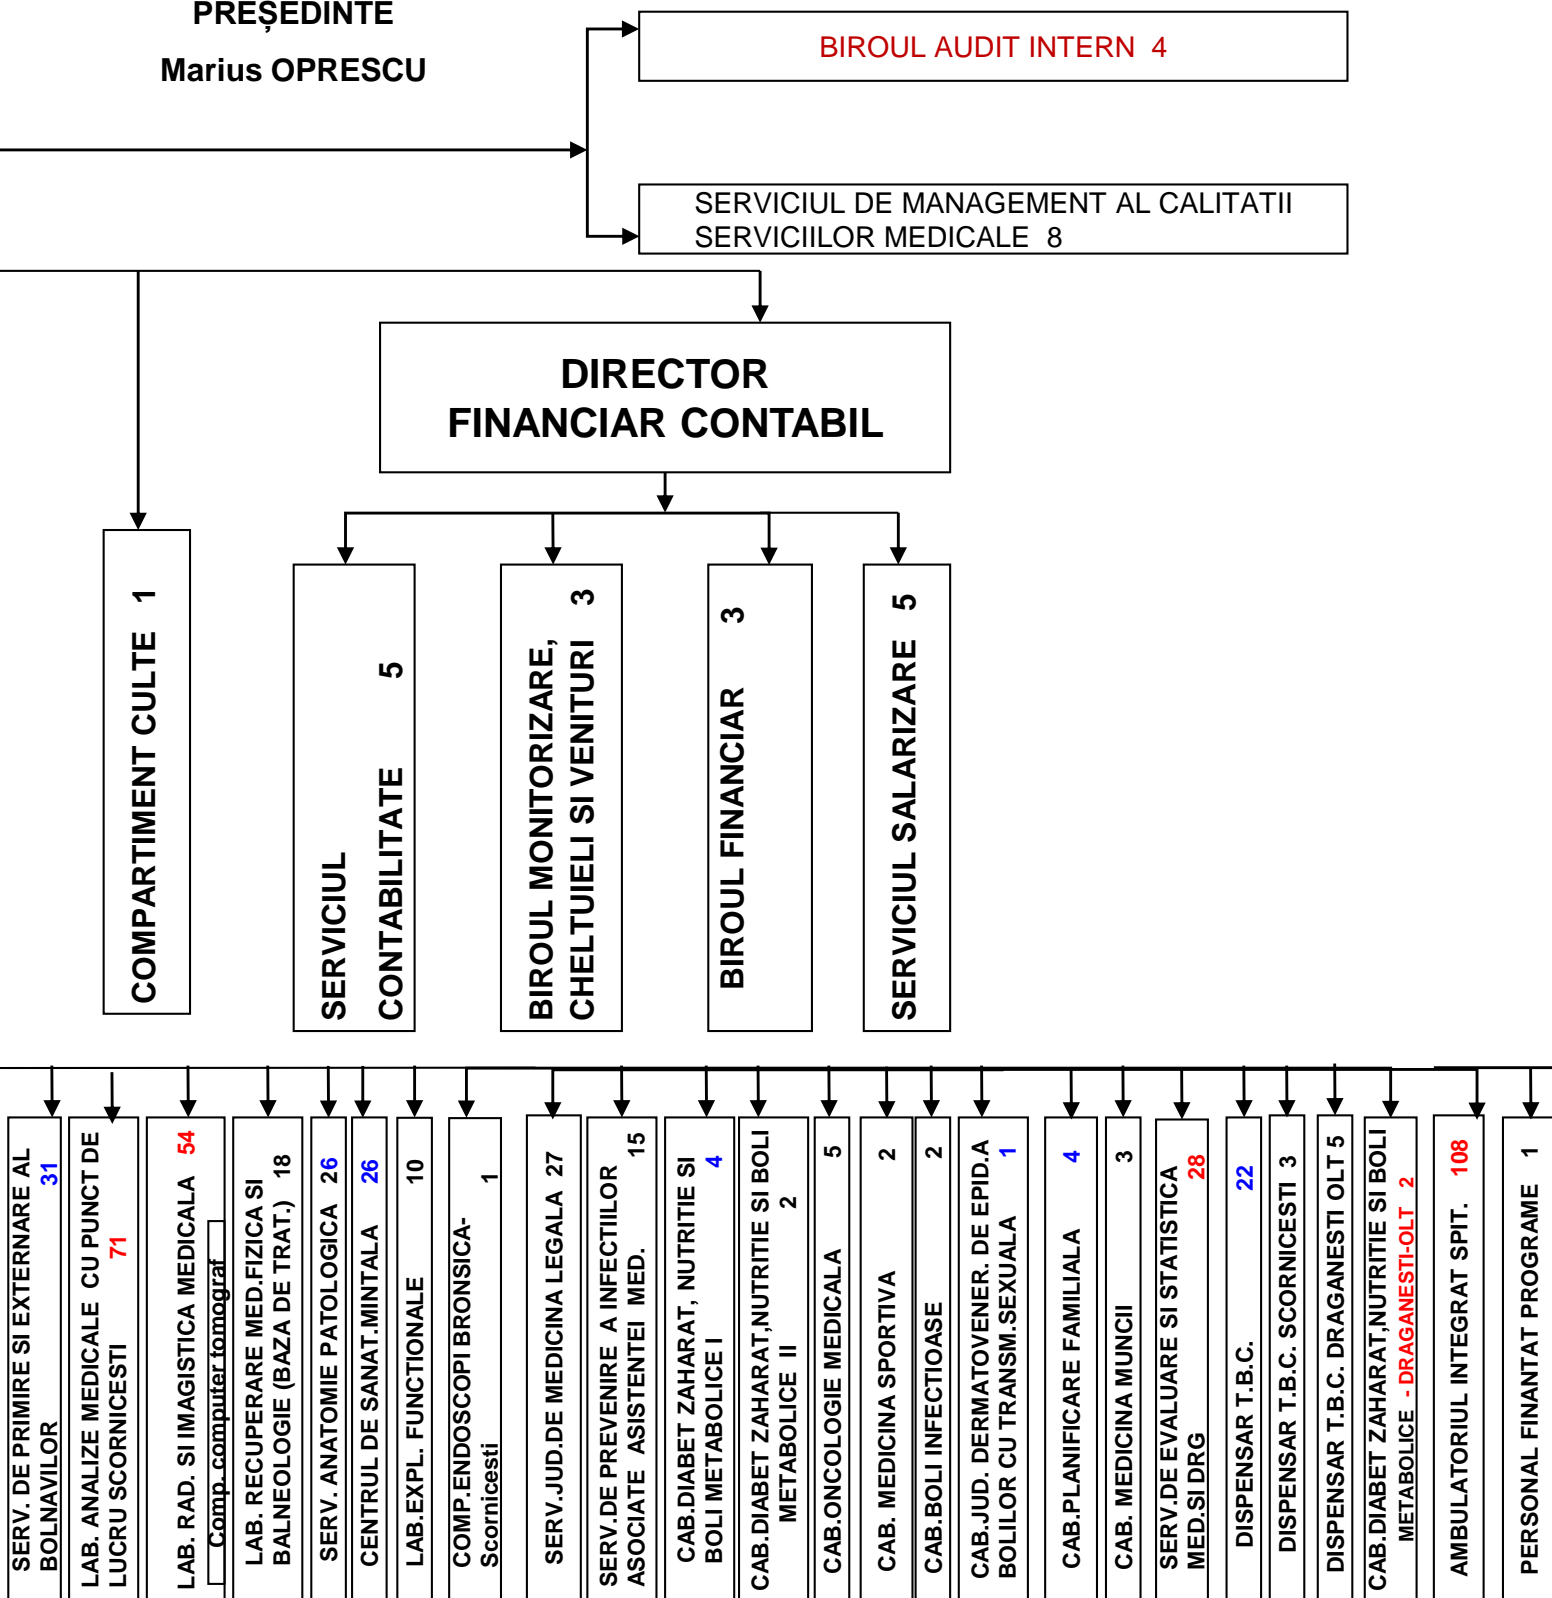 PREȘEDINTE
Marius OPRESCU
BIROUL AUDIT INTERN 4
SERVICIUL DE MANAGEMENT AL CALITATII
SERVICIILOR MEDICALE 8
DIRECTOR
FINANCIAR CONTABIL
COMPARTIMENT CULTE 1
SERVICIUL
CONTABILITATE 5
BIROUL MONITORIZARE, 3
CHELTUIELI SI VENITURI
BIROUL FINANCIAR 3
SERVICIUL SALARIZARE 5
SERV. DE PRIMIRE SI EXTERNARE AL
BOLNAVILOR 31
LAB. ANALIZE MEDICALE CU PUNCT DE
LUCRU SCORNICESTI 71
LAB. RAD. SI IMAGISTICA MEDICALA 54
Comp. computer tomograf
LAB. RECUPERARE MED.FIZICA SI
BALNEOLOGIE (BAZA DE TRAT.) 18
SERV. ANATOMIE PATOLOGICA 26
CENTRUL DE SANAT.MINTALA 26
LAB.EXPL. FUNCTIONALE 10
COMP.ENDOSCOPI BRONSICA-
Scornicesti 1
SERV.JUD.DE MEDICINA LEGALA 27
SERV.DE PREVENIRE A INFECTIILOR
ASOCIATE ASISTENTEI MED. 15
CAB.DIABET ZAHARAT, NUTRITIE SI
BOLI METABOLICE I 4
CAB.DIABET ZAHARAT,NUTRITIE SI BOLI
METABOLICE II 2
CAB.ONCOLOGIE MEDICALA 5
CAB. MEDICINA SPORTIVA 2
CAB.BOLI INFECTIOASE 2
CAB.JUD. DERMATOVENER. DE EPID.A
BOLILOR CU TRANSM.SEXUALA 1
CAB.PLANIFICARE FAMILIALA 4
CAB. MEDICINA MUNCII 3
SERV.DE EVALUARE SI STATISTICA
MED.SI DRG 28
DISPENSAR T.B.C. 22
DISPENSAR T.B.C. SCORNICESTI 3
DISPENSAR T.B.C. DRAGANESTI OLT 5
CAB.DIABET ZAHARAT,NUTRITIE SI BOLI
METABOLICE - DRAGANESTI-OLT 2
AMBULATORIUL INTEGRAT SPIT. 108
PERSONAL FINANTAT PROGRAME 1